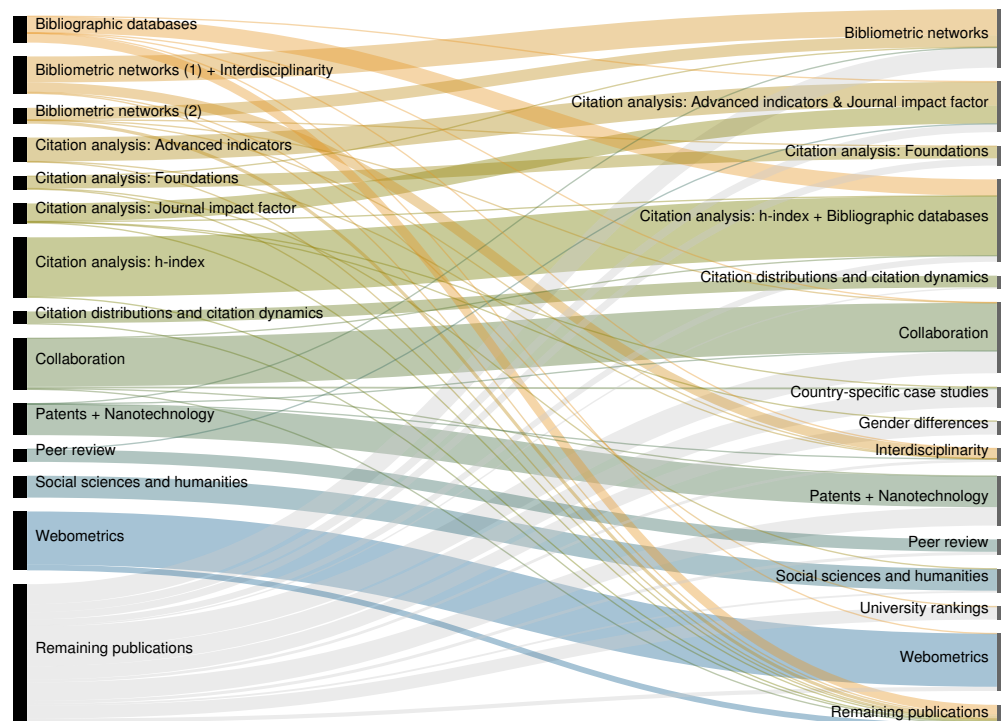 Bibliographic databases
Bibliometric networks (1) + Interdisciplinarity
Bibliometric networks (2)
Citation analysis: Advanced indicators
Citation analysis: Foundations
Citation analysis: Journal impact factor
Citation analysis: h-index
Citation distributions and citation dynamics
Collaboration
Patents + Nanotechnology
Peer review
Social sciences and humanities
Webometrics
Remaining publications
Bibliometric networks
Citation analysis: Advanced indicators & Journal impact factor
Citation analysis: Foundations
Citation analysis: h-index + Bibliographic databases
Citation distributions and citation dynamics
Collaboration
Country-specific case studies
Gender differences
Interdisciplinarity
Patents + Nanotechnology
Peer review
Social sciences and humanities
University rankings
Webometrics
Remaining publications